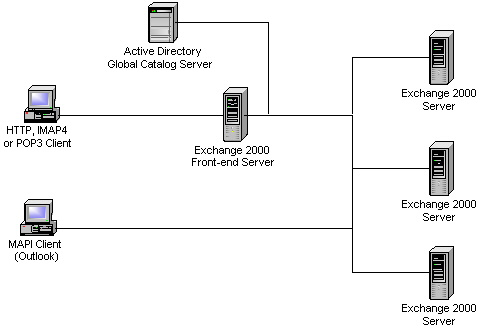 Active Directory
Global Catalog Server
Exchange 2000
Server
HTTP, IMAP4
or POP3 Client
Exchange 2000
Front-end Server
Exchange 2000
Server
MAPI Client
(Outlook)
Exchange 2000
Server